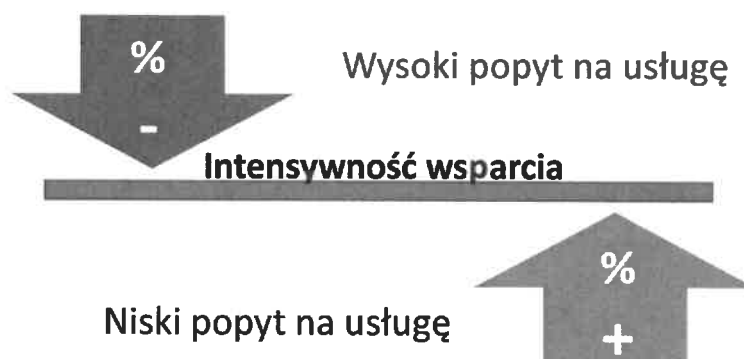 %
Wysoki popyt na usługę
-
Intensywność wsparcia
%
Niski popyt na usługę
+